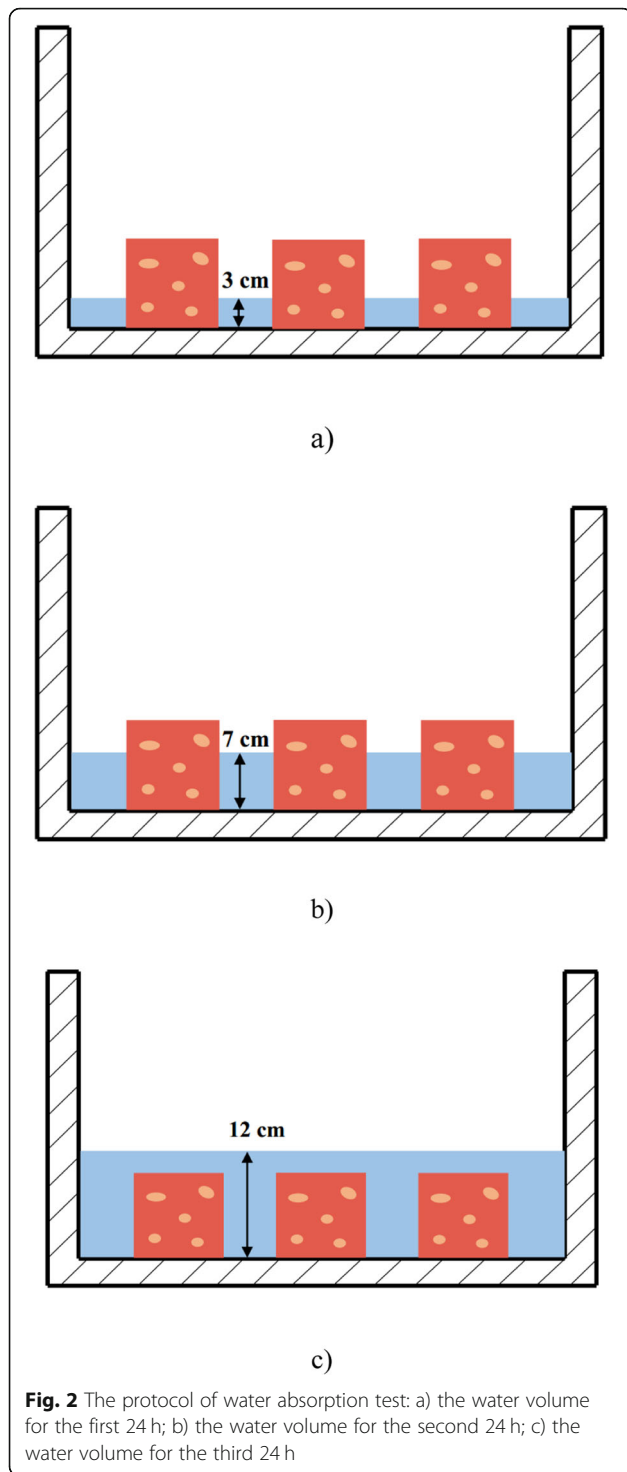 3 cm
a)
7 cm
b)
12 cm
c)
Fig. 2 The protocol of water absorption test: a) the water volume
for the first 24 h; b) the water volume for the second 24 h; c) the
water volume for the third 24 h